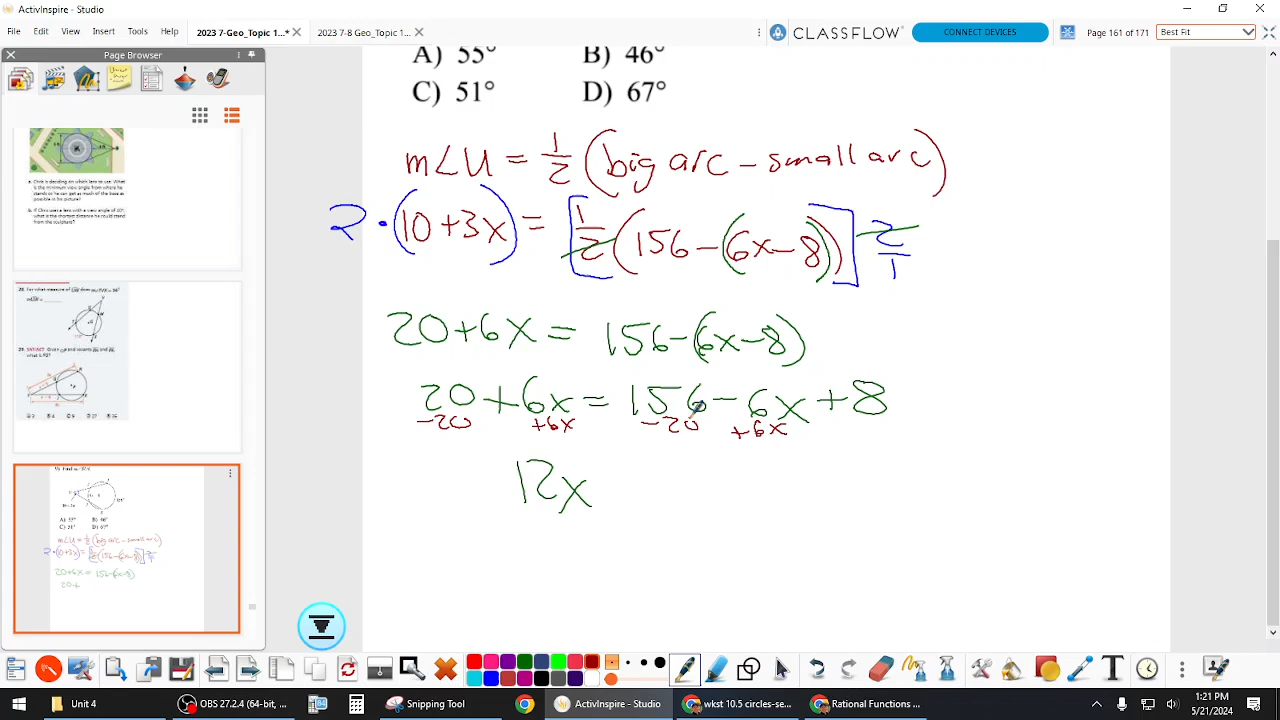 ActivInspire - Studio
File Edit View Insert Tools Help
2023 7-Geo_Topic 1...*
2023 7-8 Geo_Topic 1...
CLASSFLOW
CONNECT DEVICES
Page 161 of 171
Best Fit
Page Browser
A) 55° B) 46°
C) 51° D) 67°
m∠U = 1/2 (big arc - small arc)
2 • (10 + 3x) = [1/2 (156 - (6x - 8))] 2/1
20 + 6x = 156 - (6x - 8)
20 + 6x = 156 - 6x + 8
-20 +6x -20 +6x
12x
Unit 4
OBS 27.2.4 (64-bit, ...
Snipping Tool
ActivInspire - Studio
wkst 10.5 circles-se...
Rational Functions ...
1:21 PM
5/21/2024